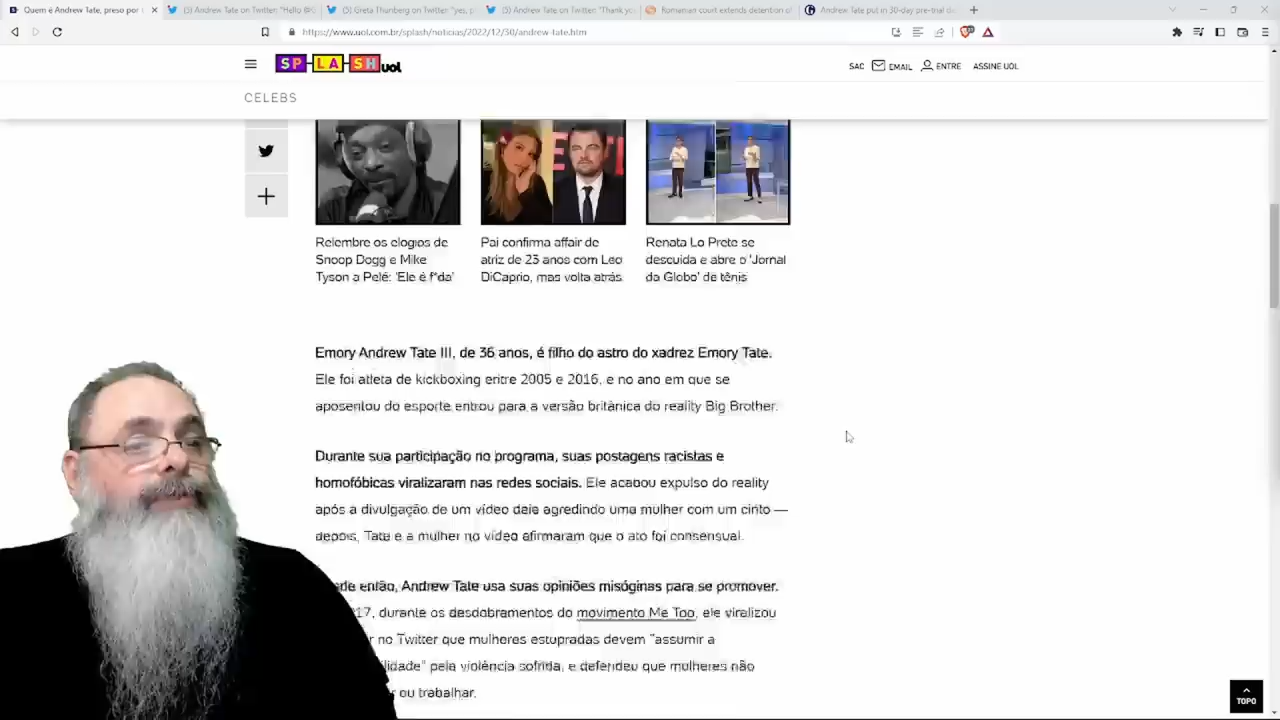 Quem é Andrew Tate, preso por
(5) Andrew Tate on Twitter: "Hello @G
(5) Greta Thunberg on Twitter: "yes, p
(5) Andrew Tate on Twitter: "Thank you
Romanian court extends detention of
Andrew Tate put in 30-day pre-trial de
https://www.uol.com.br/splash/noticias/2022/12/30/andrew-tate.htm
SPLASH uol
SAC EMAIL ENTRE ASSINE UOL
CELEBS
Relembre os elogios de
Snoop Dogg e Mike
Tyson a Pelé: 'Ele é f*da'
Pai confirma affair de
atriz de 23 anos com Leo
DiCaprio, mas volta atrás
Renata Lo Prete se
descuida e abre o 'Jornal
da Globo' de tênis
Emory Andrew Tate III, de 36 anos, é filho do astro do xadrez Emory Tate.
Ele foi atleta de kickboxing entre 2005 e 2016, e no ano em que se
aposentou do esporte entrou para a versão britânica do reality Big Brother.
Durante sua participação no programa, suas postagens racistas e
homofóbicas viralizaram nas redes sociais. Ele acabou expulso do reality
após a divulgação de um vídeo dele agredindo uma mulher com um cinto —
depois, Tate e a mulher no vídeo afirmaram que o ato foi consensual.
então, Andrew Tate usa suas opiniões misóginas para se promover.
17, durante os desdobramentos do movimento Me Too, ele viralizou
no Twitter que mulheres estupradas devem "assumir a
ilidade" pela violência sofrida, e defendeu que mulheres não
ou trabalhar.
TOPO